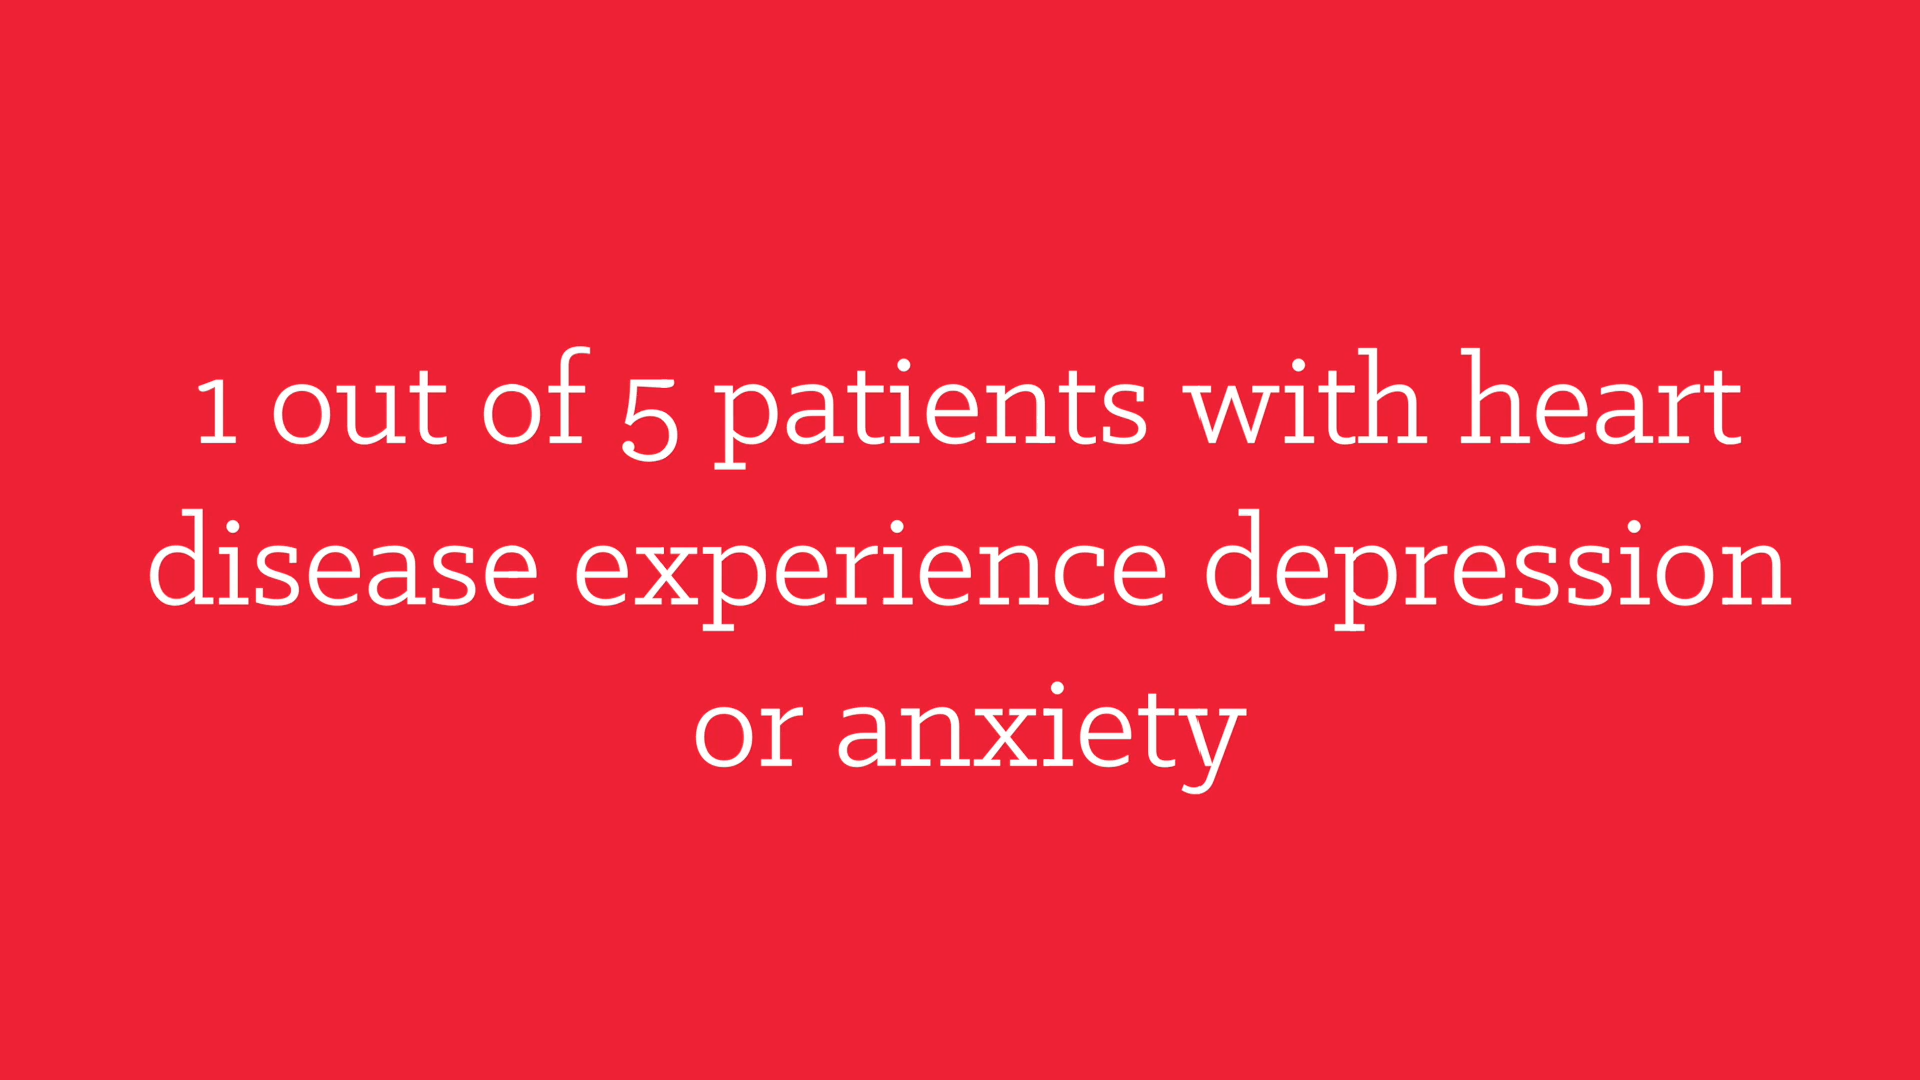 1 out of 5 patients with heart
disease experience depression
or anxiety